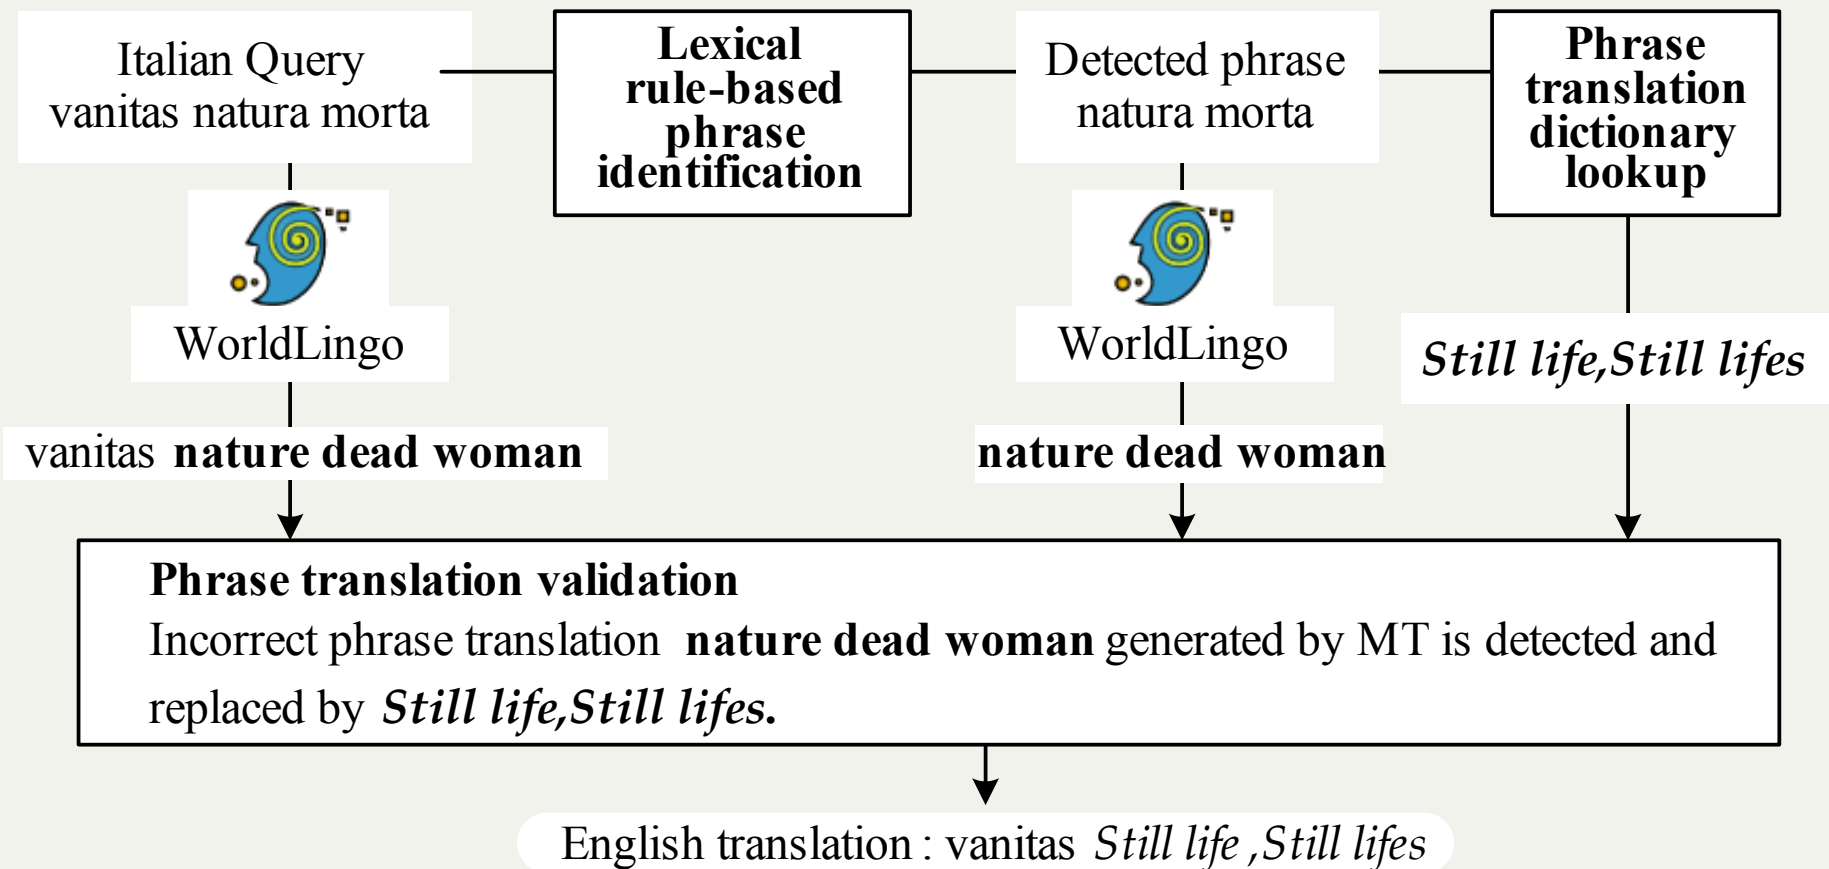 Italian Query
vanitas natura morta
Lexical
rule-based
phrase
identification
Detected phrase
natura morta
Phrase
translation
dictionary
lookup
WorldLingo
WorldLingo
Still life,Still lifes
vanitas nature dead woman
nature dead woman
Phrase translation validation
Incorrect phrase translation nature dead woman generated by MT is detected and
replaced by Still life,Still lifes.
English translation : vanitas Still life ,Still lifes